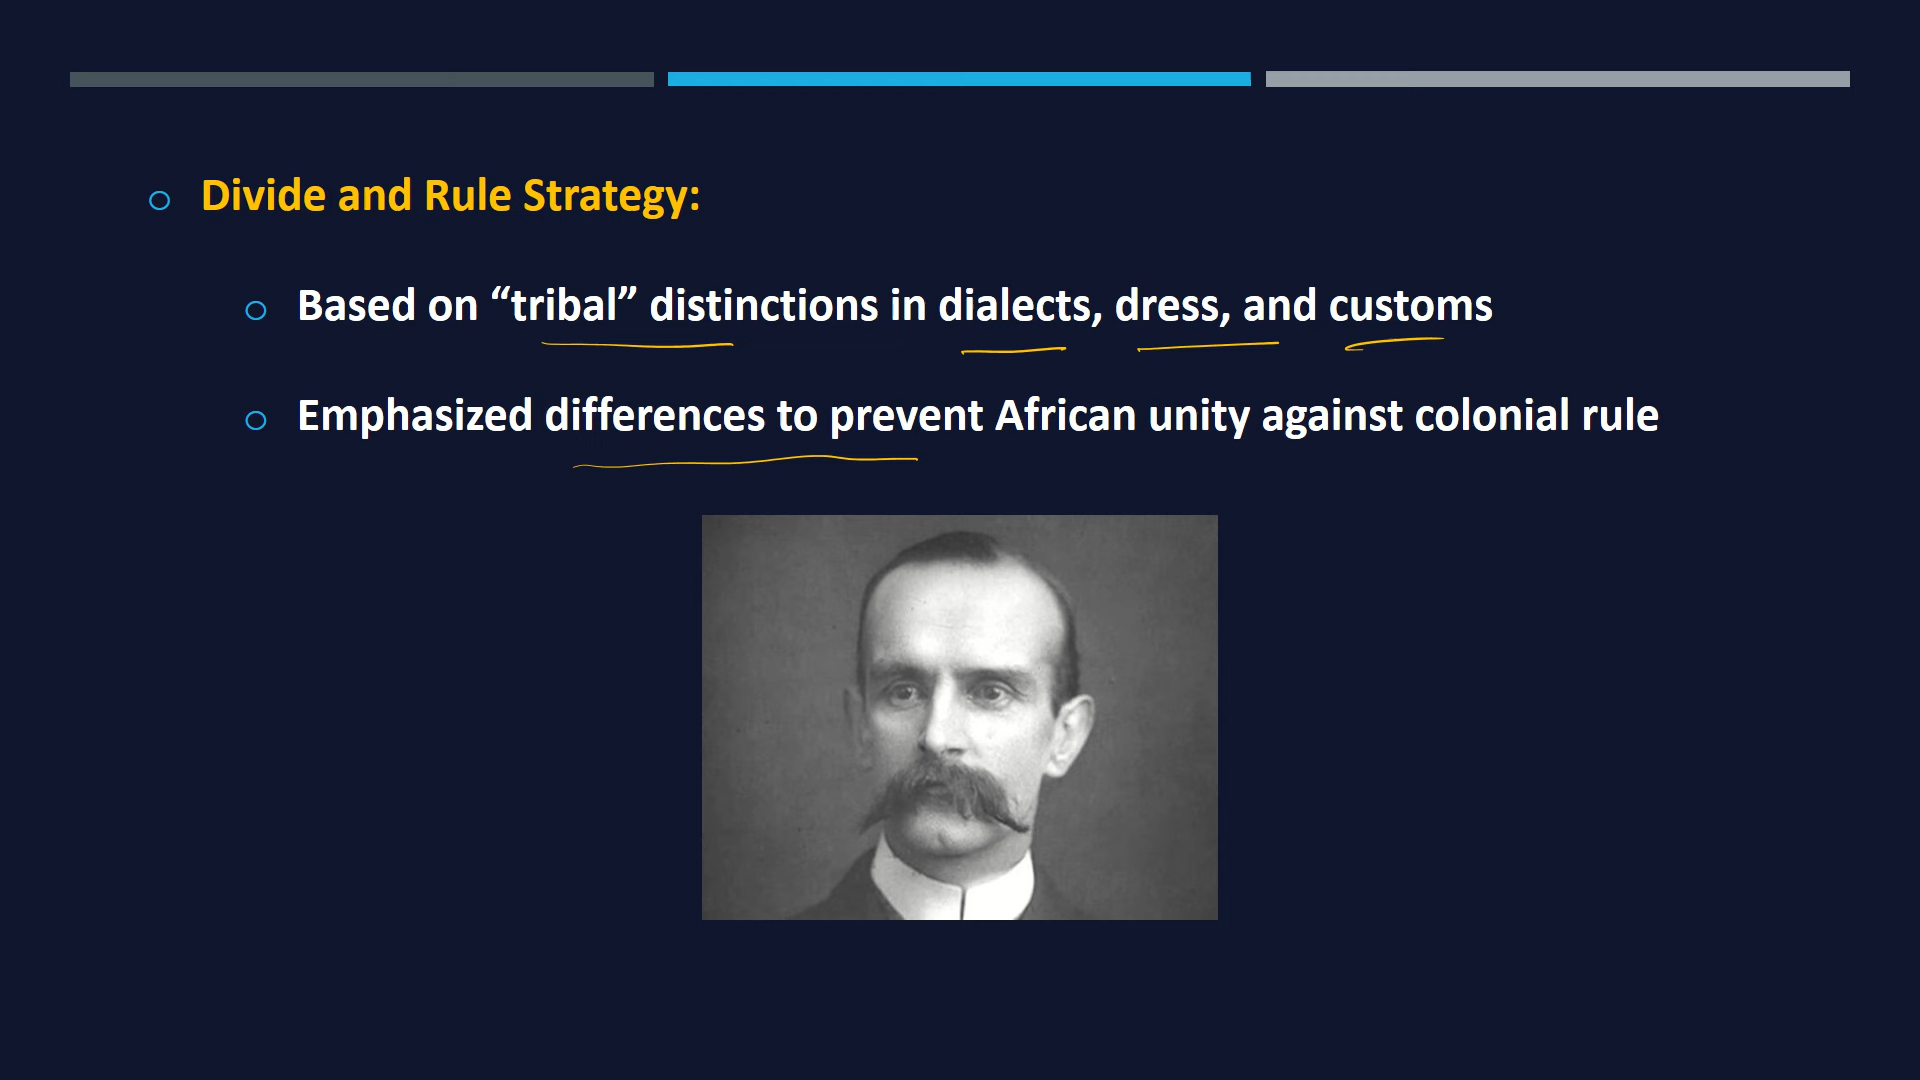 Divide and Rule Strategy:
Based on “tribal” distinctions in dialects, dress, and customs
Emphasized differences to prevent African unity against colonial rule